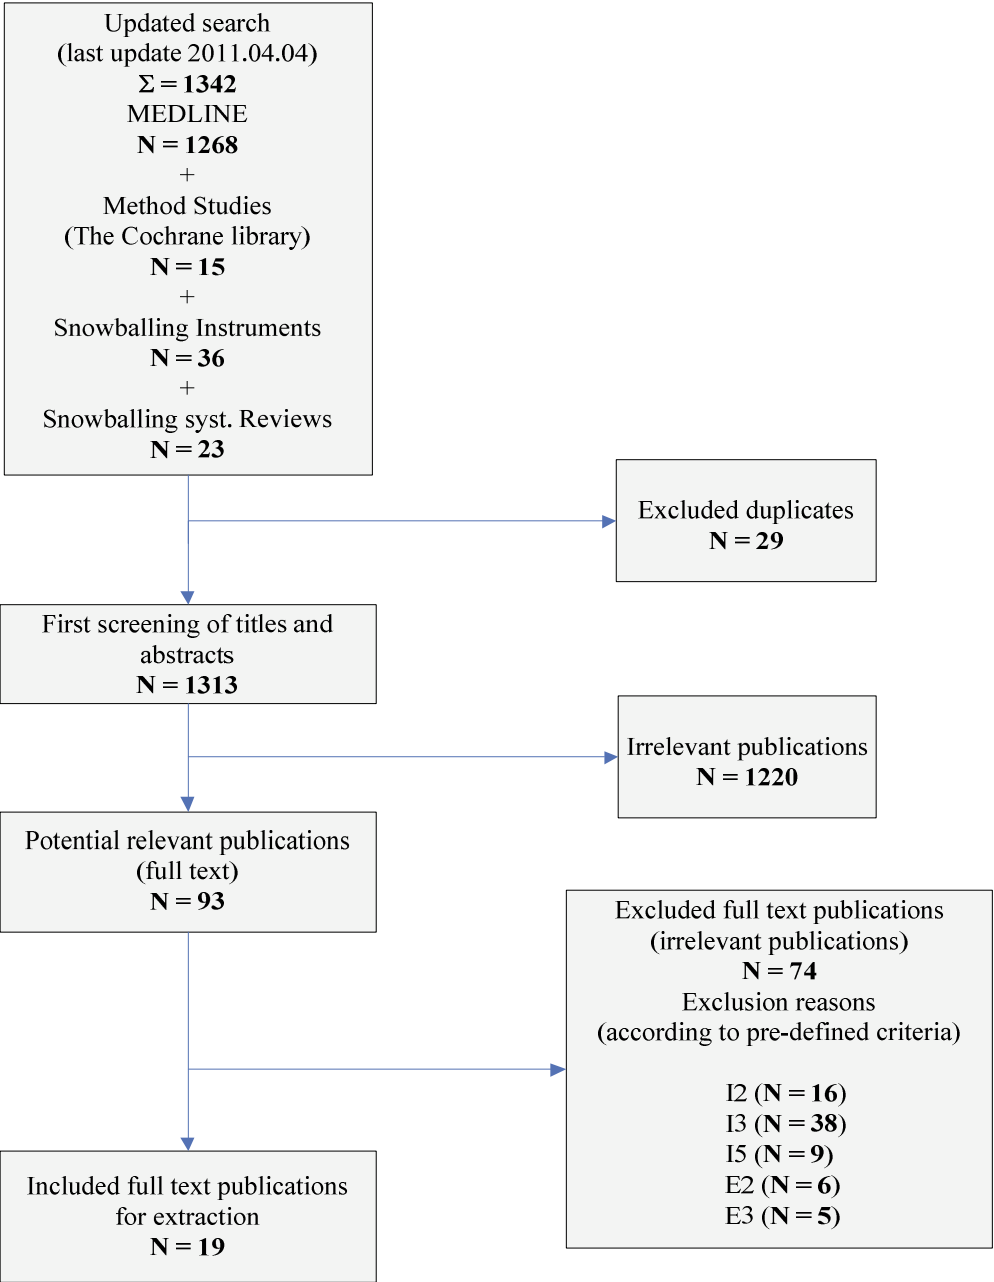 Updated search
(last update 2011.04.04)
Σ = 1342
MEDLINE
N = 1268
+
Method Studies
(The Cochrane library)
N = 15
+
Snowballing Instruments
N = 36
+
Snowballing syst. Reviews
N = 23
Excluded duplicates
N = 29
First screening of titles and
abstracts
N = 1313
Irrelevant publications
N = 1220
Potential relevant publications
(full text)
N = 93
Excluded full text publications
(irrelevant publications)
N = 74
Exclusion reasons
(according to pre-defined criteria)
I2 (N = 16)
I3 (N = 38)
I5 (N = 9)
E2 (N = 6)
E3 (N = 5)
Included full text publications
for extraction
N = 19